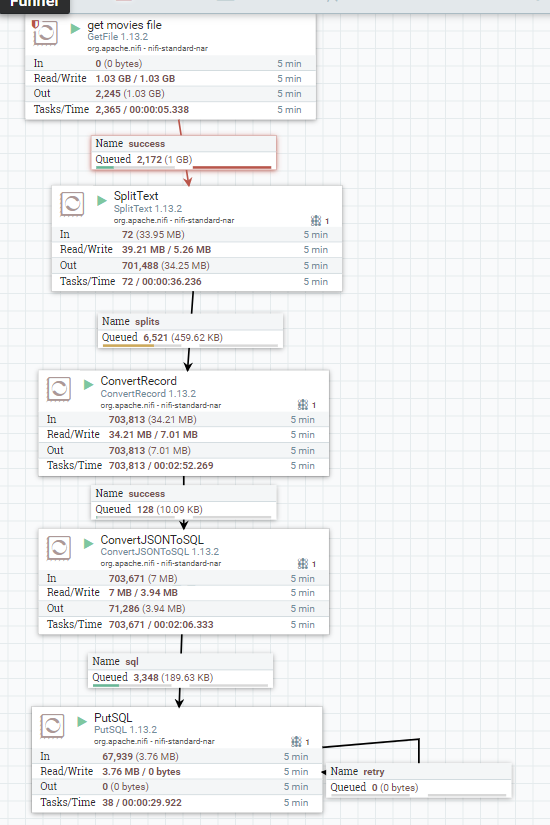 Funnel
get movies file
GetFile 1.13.2
org.apache.nifi - nifi-standard-nar
In 0 (0 bytes) 5 min
Read/Write 1.03 GB / 1.03 GB 5 min
Out 2,245 (1.03 GB) 5 min
Tasks/Time 2,365 / 00:00:05.338 5 min
Name success
Queued 2,172 (1 GB)
SplitText
SplitText 1.13.2
org.apache.nifi - nifi-standard-nar
1
In 72 (33.95 MB) 5 min
Read/Write 39.21 MB / 5.26 MB 5 min
Out 701,488 (34.25 MB) 5 min
Tasks/Time 72 / 00:00:36.236 5 min
Name splits
Queued 6,521 (459.62 KB)
ConvertRecord
ConvertRecord 1.13.2
org.apache.nifi - nifi-standard-nar
1
In 703,813 (34.21 MB) 5 min
Read/Write 34.21 MB / 7.01 MB 5 min
Out 703,813 (7.01 MB) 5 min
Tasks/Time 703,813 / 00:02:52.269 5 min
Name success
Queued 128 (10.09 KB)
ConvertJSONToSQL
ConvertJSONToSQL 1.13.2
org.apache.nifi - nifi-standard-nar
1
In 703,671 (7 MB) 5 min
Read/Write 7 MB / 3.94 MB 5 min
Out 71,286 (3.94 MB) 5 min
Tasks/Time 703,671 / 00:02:06.333 5 min
Name sql
Queued 3,348 (189.63 KB)
PutSQL
PutSQL 1.13.2
org.apache.nifi - nifi-standard-nar
1
In 67,939 (3.76 MB) 5 min
Read/Write 3.76 MB / 0 bytes 5 min
Out 0 (0 bytes) 5 min
Tasks/Time 38 / 00:00:29.922 5 min
Name retry
Queued 0 (0 bytes)